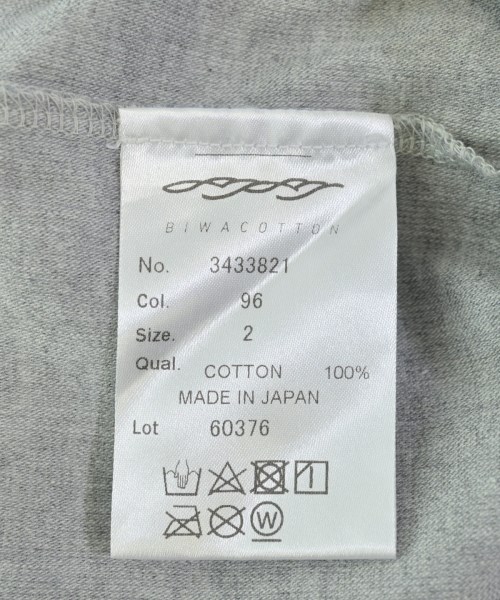 BIWACOTTON
No. 3433821
Col. 96
Size. 2
Qual. COTTON 100%
MADE IN JAPAN
Lot 60376
W